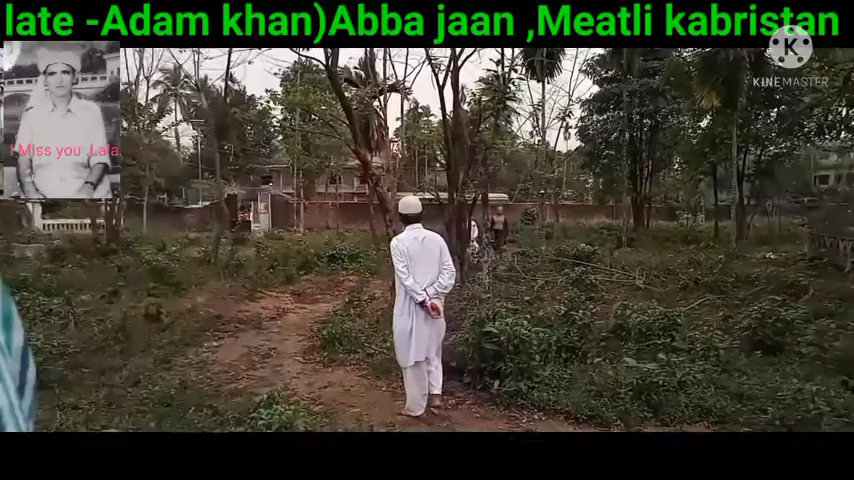 late -Adam khan)Abba jaan ,Meatli kabristan
I Miss you ,Lala
K
KINEMASTER